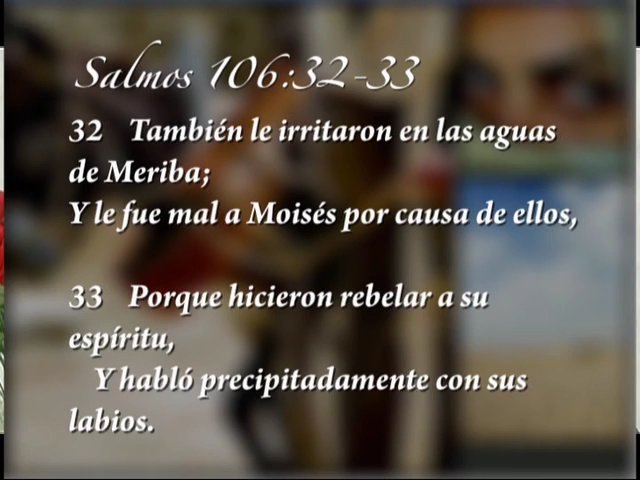 Salmos 106:32-33
32 También le irritaron en las aguas
de Meriba;
Y le fue mal a Moisés por causa de ellos,
33 Porque hicieron rebelar a su
espíritu,
Y habló precipitadamente con sus
labios.